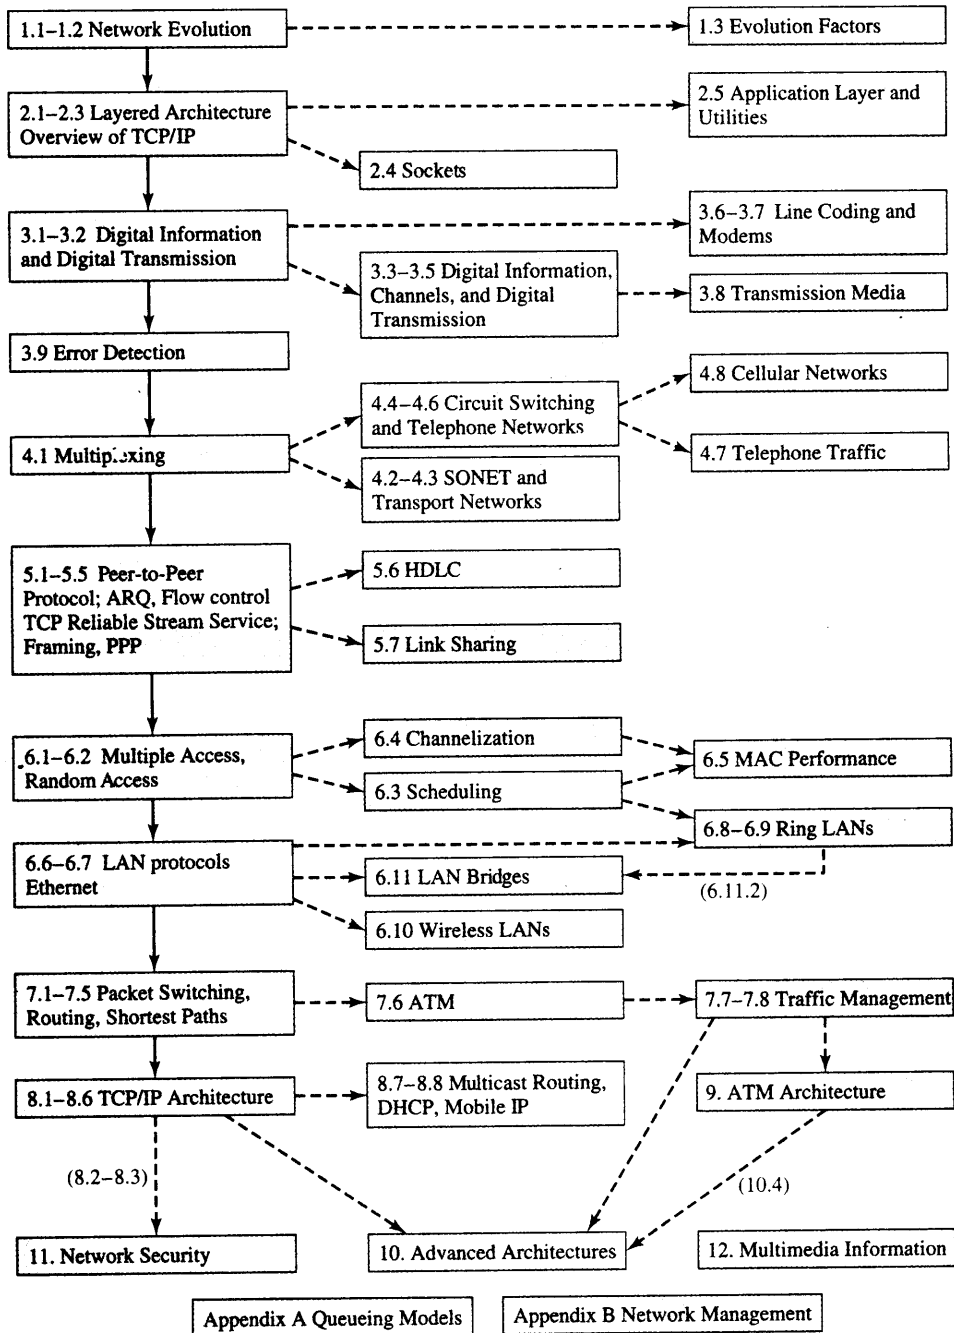 1.1–1.2 Network Evolution
1.3 Evolution Factors
2.1–2.3 Layered Architecture
Overview of TCP/IP
2.5 Application Layer and
Utilities
2.4 Sockets
3.1–3.2 Digital Information
and Digital Transmission
3.6–3.7 Line Coding and
Modems
3.3–3.5 Digital Information,
Channels, and Digital
Transmission
3.8 Transmission Media
3.9 Error Detection
4.8 Cellular Networks
4.4–4.6 Circuit Switching
and Telephone Networks
4.1 Multiplexing
4.7 Telephone Traffic
4.2–4.3 SONET and
Transport Networks
5.1–5.5 Peer-to-Peer
Protocol; ARQ, Flow control
TCP Reliable Stream Service;
Framing, PPP
5.6 HDLC
5.7 Link Sharing
6.1–6.2 Multiple Access,
Random Access
6.4 Channelization
6.5 MAC Performance
6.3 Scheduling
6.8–6.9 Ring LANs
6.6–6.7 LAN protocols
Ethernet
6.11 LAN Bridges
(6.11.2)
6.10 Wireless LANs
7.1–7.5 Packet Switching,
Routing, Shortest Paths
7.6 ATM
7.7–7.8 Traffic Management
8.1–8.6 TCP/IP Architecture
8.7–8.8 Multicast Routing,
DHCP, Mobile IP
9. ATM Architecture
(8.2–8.3)
(10.4)
11. Network Security
10. Advanced Architectures
12. Multimedia Information
Appendix A Queueing Models
Appendix B Network Management